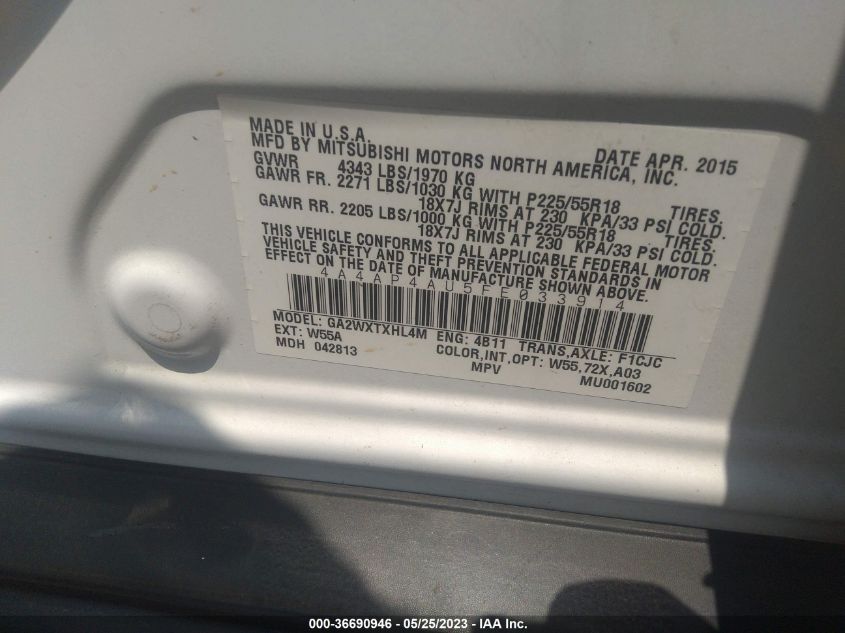 MADE IN U.S.A. DATE APR. 2015
MFD BY MITSUBISHI MOTORS NORTH AMERICA, INC.
GVWR 4343 LBS/1970 KG
GAWR FR. 2271 LBS/1030 KG WITH P225/55R18 TIRES.
18X7J RIMS AT 230 KPA/33 PSI COLD.
GAWR RR. 2205 LBS/1000 KG WITH P225/55R18 TIRES.
18X7J RIMS AT 230 KPA/33 PSI COLD.
THIS VEHICLE CONFORMS TO ALL APPLICABLE FEDERAL MOTOR
VEHICLE SAFETY AND THEFT PREVENTION STANDARDS IN
EFFECT ON THE DATE OF MANUFACTURE SHOWN ABOVE.
MODEL: GA2WXTXHL4M ENG: 4B11 TRANS,AXLE: F1CJC
EXT: W55A COLOR,INT,OPT: W55,72X,A03
MDH 042813 MPV MU001602
000-36690946 - 05/25/2023 - IAA Inc.